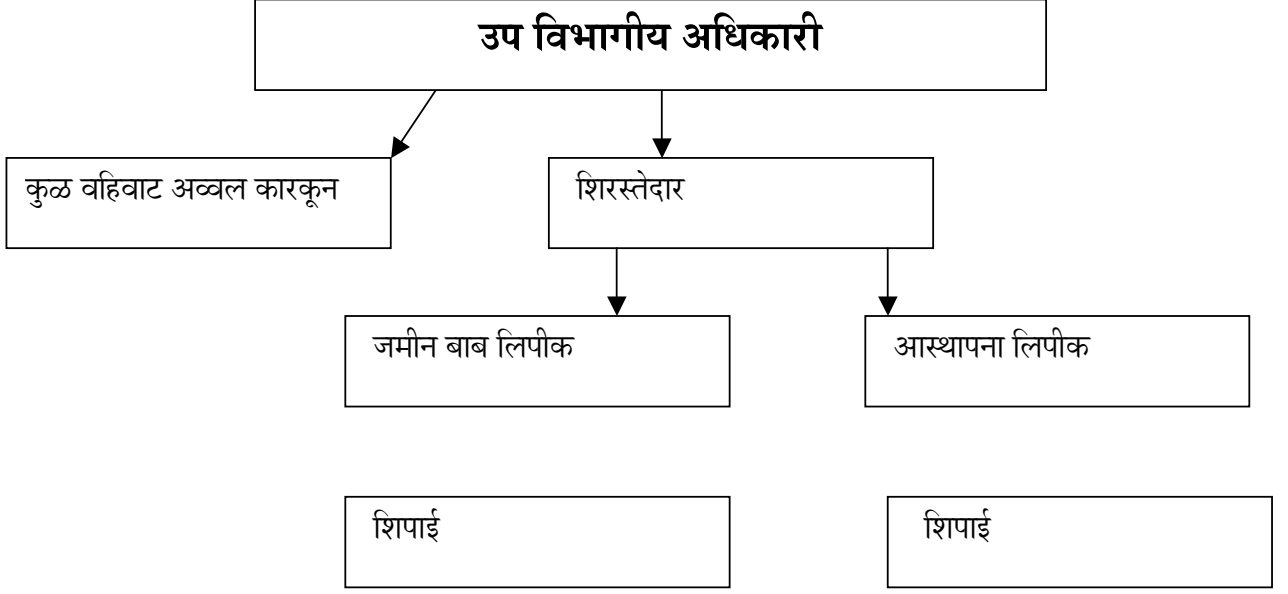 उप विभागीय अधिकारी
कुळ वहिवाट अव्वल कारकून
शिरस्तेदार
जमीन बाब लिपीक
आस्थापना लिपीक
शिपाई
शिपाई